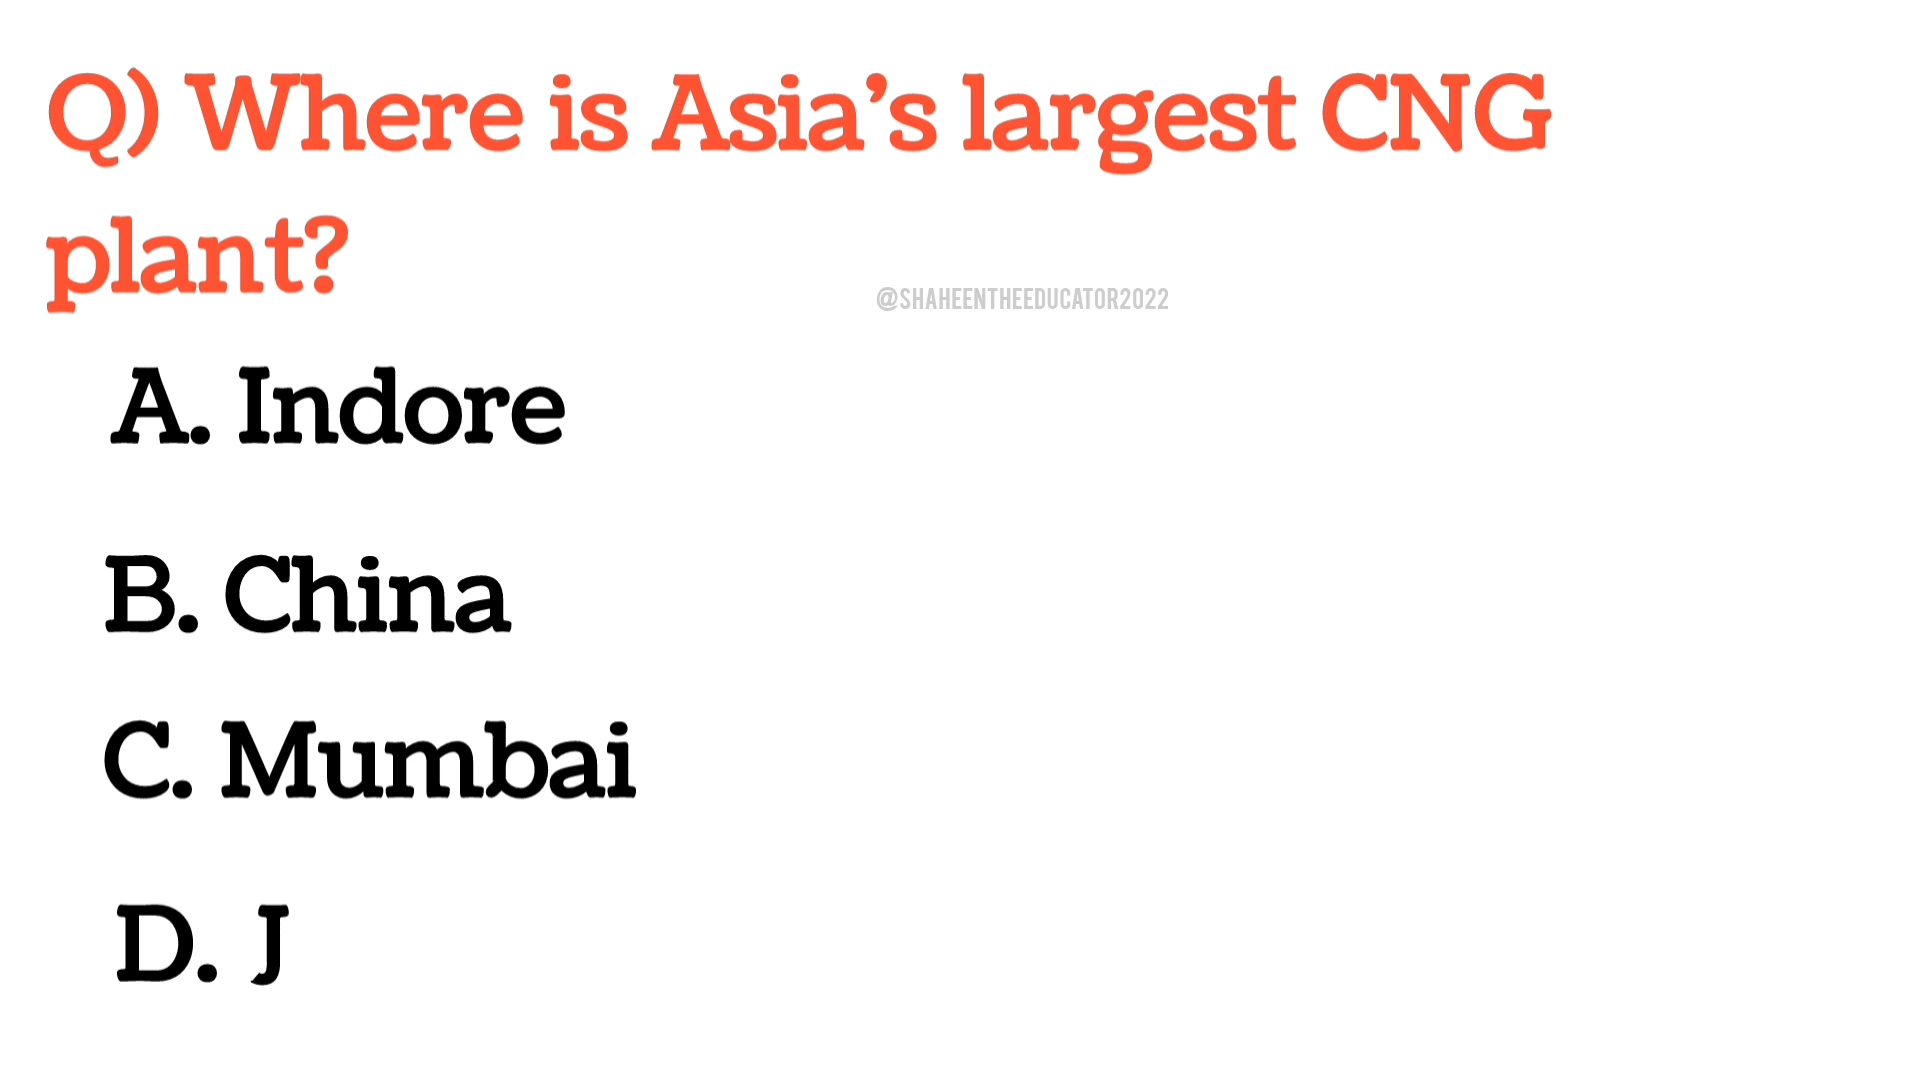 Q) Where is Asia’s largest CNG
plant?
@SHAHEENTHEEDUCATOR2022
A. Indore
B. China
C. Mumbai
D. J